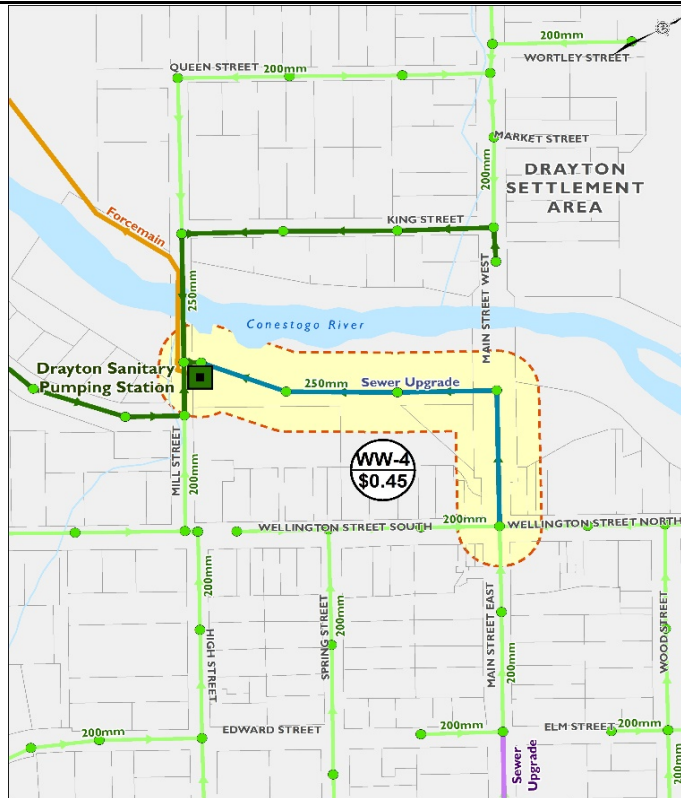 QUEEN STREET
200mm
200mm
WORTLEY STREET
MARKET STREET
200mm
DRAYTON
SETTLEMENT
AREA
KING STREET
Forcemain
MAIN STREET WEST
250mm
Conestogo River
Drayton Sanitary
Pumping Station
250mm
Sewer Upgrade
MILL STREET
200mm
WW-4
$0.45
WELLINGTON STREET SOUTH
200mm
WELLINGTON STREET NORTH
200mm
HIGH STREET
SPRING STREET
200mm
MAIN STREET EAST
200mm
WOOD STREET
200mm
EDWARD STREET
200mm
ELM STREET
200mm
Sewer
Upgrade
200mm